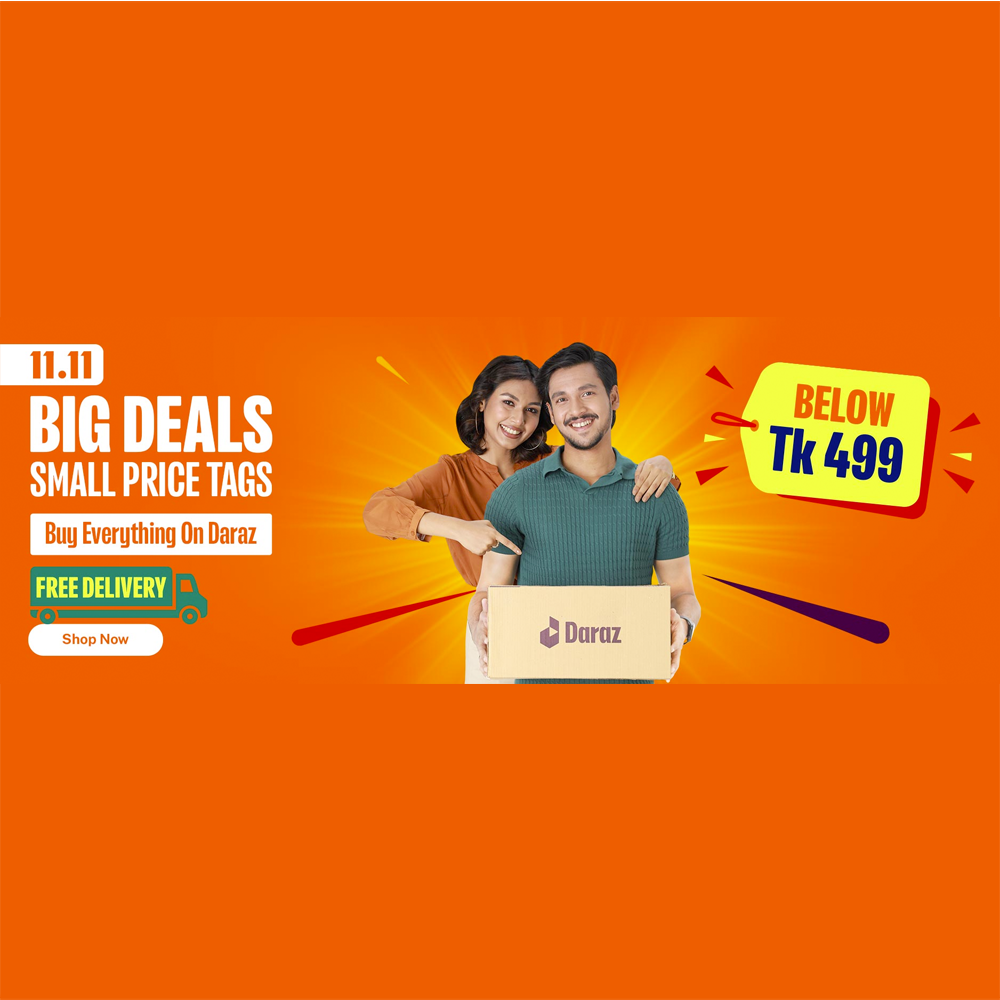 11.11
BIG DEALS
SMALL PRICE TAGS
Buy Everything On Daraz
FREE DELIVERY
Shop Now
Daraz
BELOW
Tk 499